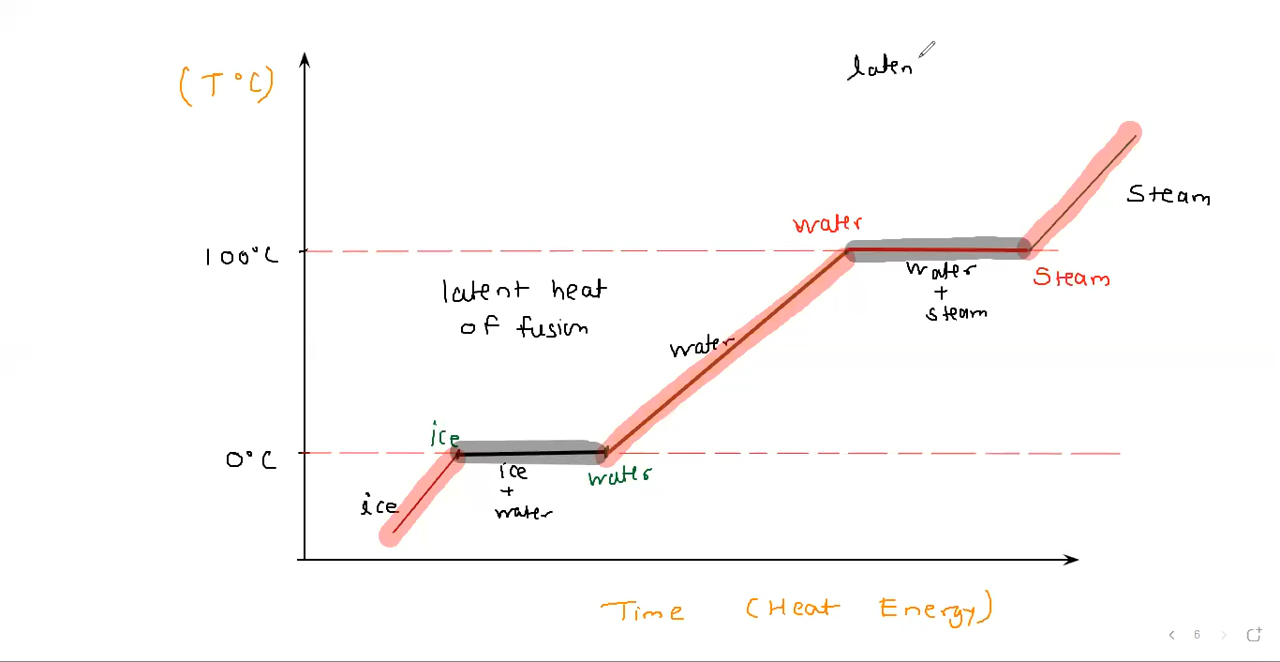 laten
(T°C)
Steam
water
100°C
water
+
steam
Steam
latent heat
of fusion
water
ice
0°C
ice
+
water
water
ice
Time (Heat Energy)
6